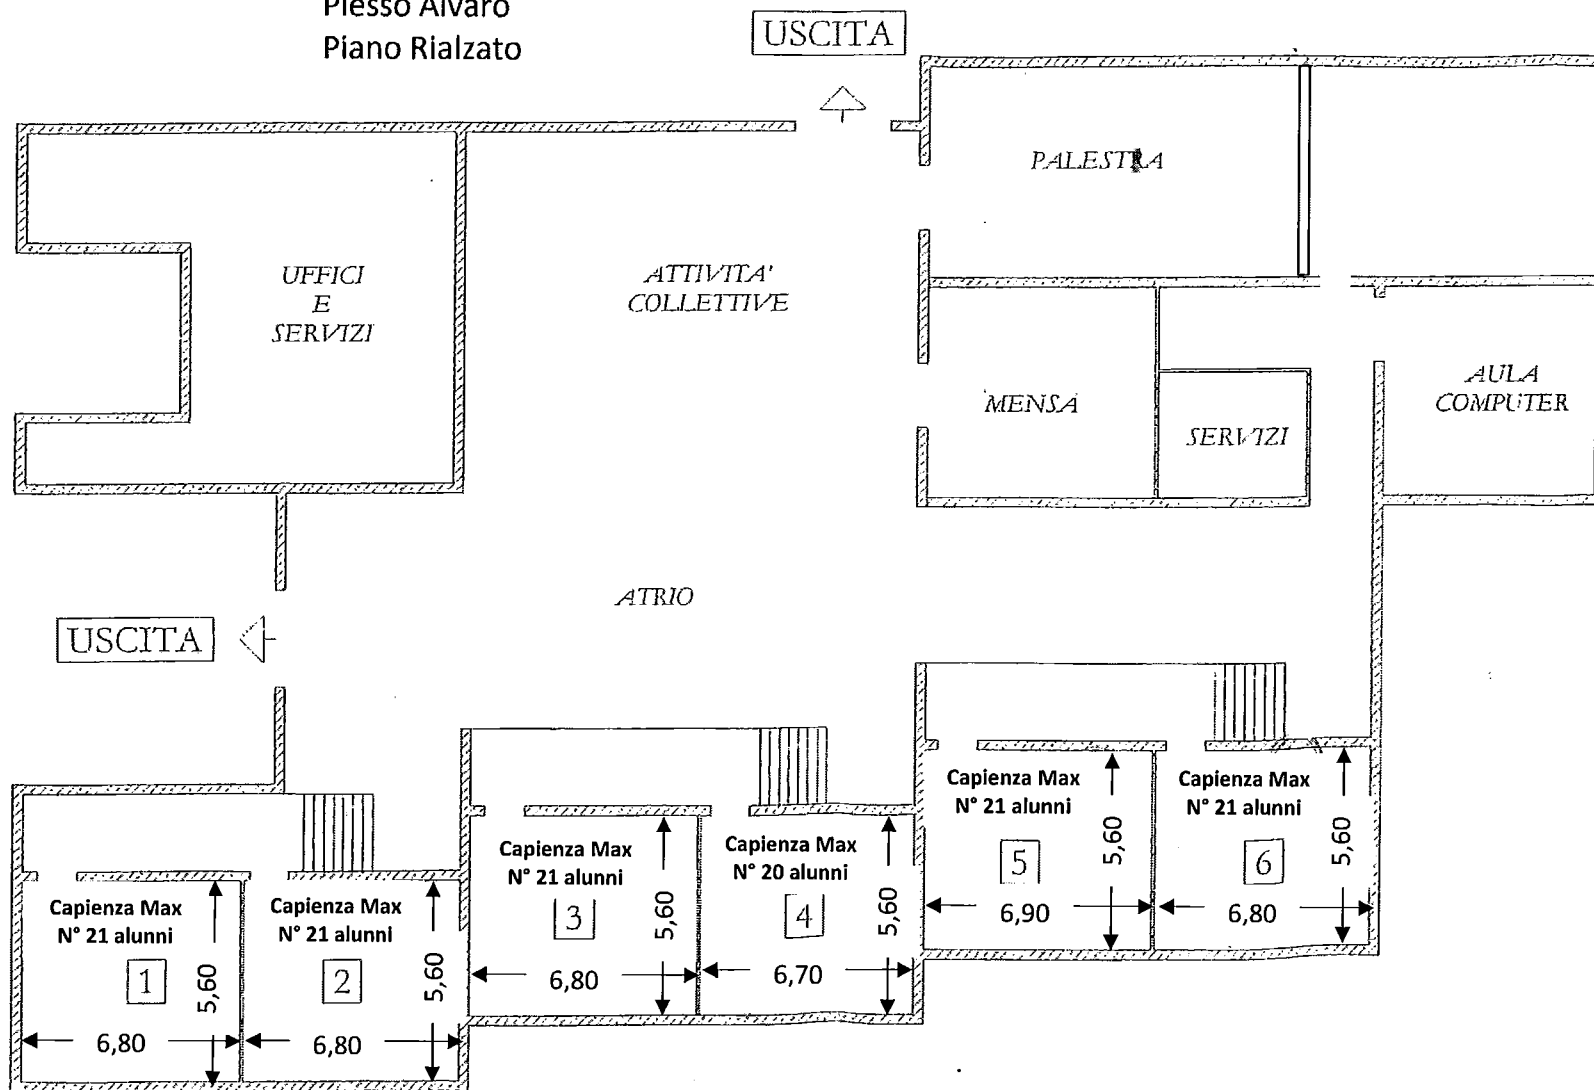 Plesso Alvaro
Piano Rialzato
USCITA
PALESTRA
UFFICI
E
SERVIZI
ATTIVITA'
COLLETTIVE
MENSA
SERVIZI
AULA
COMPUTER
ATRIO
USCITA
Capienza Max
N° 21 alunni
1
5,60
6,80
Capienza Max
N° 21 alunni
2
5,60
6,80
Capienza Max
N° 21 alunni
3
5,60
6,80
Capienza Max
N° 20 alunni
4
5,60
6,70
Capienza Max
N° 21 alunni
5
5,60
6,90
Capienza Max
N° 21 alunni
6
5,60
6,80